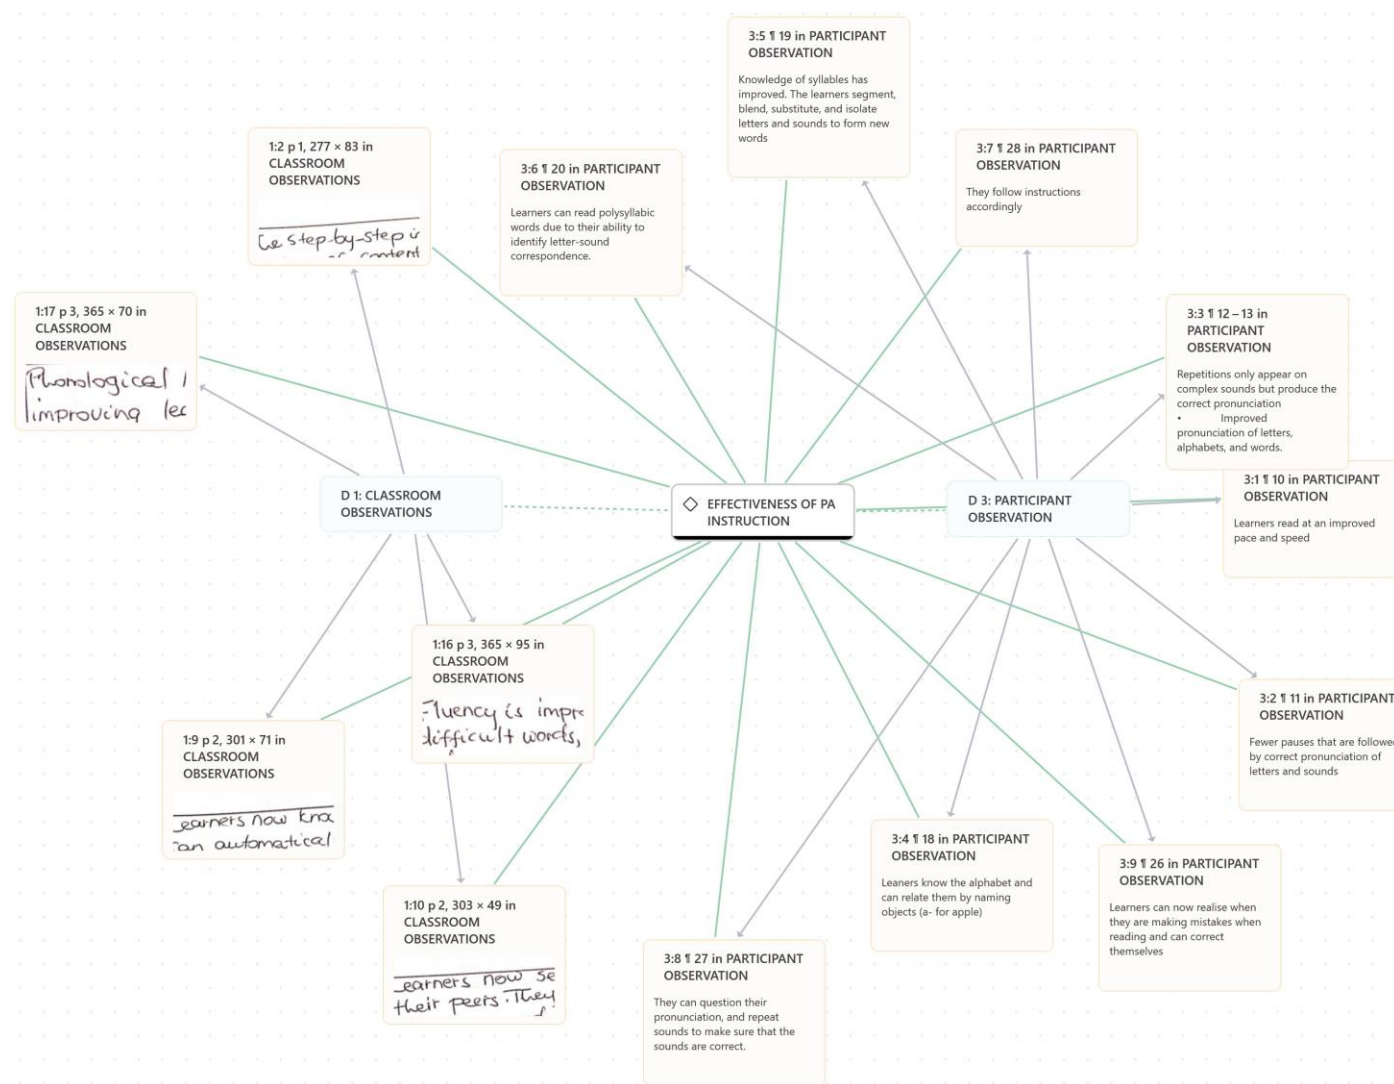 3:5 ¶ 19 in PARTICIPANT
OBSERVATION
Knowledge of syllables has
improved. The learners segment,
blend, substitute, and isolate
letters and sounds to form new
words
1:2 p 1, 277 × 83 in
CLASSROOM
OBSERVATIONS
step-by-step
content
3:6 ¶ 20 in PARTICIPANT
OBSERVATION
Learners can read polysyllabic
words due to their ability to
identify letter-sound
correspondence.
3:7 ¶ 28 in PARTICIPANT
OBSERVATION
They follow instructions
accordingly
1:17 p 3, 365 × 70 in
CLASSROOM
OBSERVATIONS
Phonological
improving
3:3 ¶ 12 – 13 in
PARTICIPANT
OBSERVATION
Repetitions only appear on
complex sounds but produce the
correct pronunciation
• Improved
pronunciation of letters,
alphabets, and words.
D 1: CLASSROOM
OBSERVATIONS
EFFECTIVENESS OF PA
INSTRUCTION
D 3: PARTICIPANT
OBSERVATION
3:1 ¶ 10 in PARTICIPANT
OBSERVATION
Learners read at an improved
pace and speed
1:16 p 3, 365 × 95 in
CLASSROOM
OBSERVATIONS
Fluency is impr
difficult words,
3:2 ¶ 11 in PARTICIPANT
OBSERVATION
Fewer pauses that are followe
by correct pronunciation of
letters and sounds
1:9 p 2, 301 × 71 in
CLASSROOM
OBSERVATIONS
earners now kno
an automatical
1:10 p 2, 303 × 49 in
CLASSROOM
OBSERVATIONS
earners now se
their peers. They
3:4 ¶ 18 in PARTICIPANT
OBSERVATION
Leaners know the alphabet and
can relate them by naming
objects (a- for apple)
3:9 ¶ 26 in PARTICIPANT
OBSERVATION
Learners can now realise when
they are making mistakes when
reading and can correct
themselves
3:8 ¶ 27 in PARTICIPANT
OBSERVATION
They can question their
pronunciation, and repeat
sounds to make sure that the
sounds are correct.